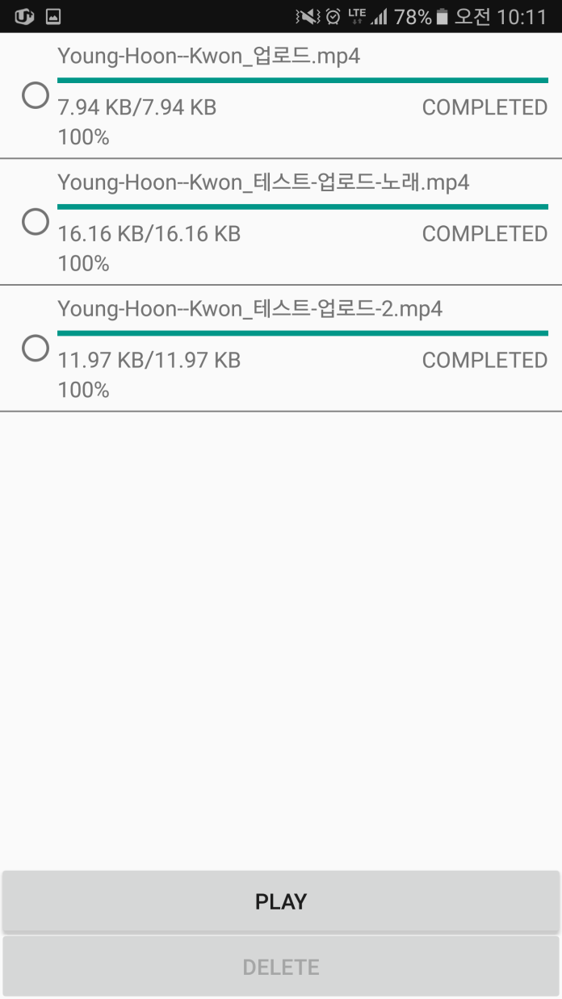 LTE 78% 오전 10:11
Young-Hoon--Kwon_업로드.mp4
7.94 KB/7.94 KB COMPLETED
100%
Young-Hoon--Kwon_테스트-업로드-노래.mp4
16.16 KB/16.16 KB COMPLETED
100%
Young-Hoon--Kwon_테스트-업로드-2.mp4
11.97 KB/11.97 KB COMPLETED
100%
PLAY
DELETE